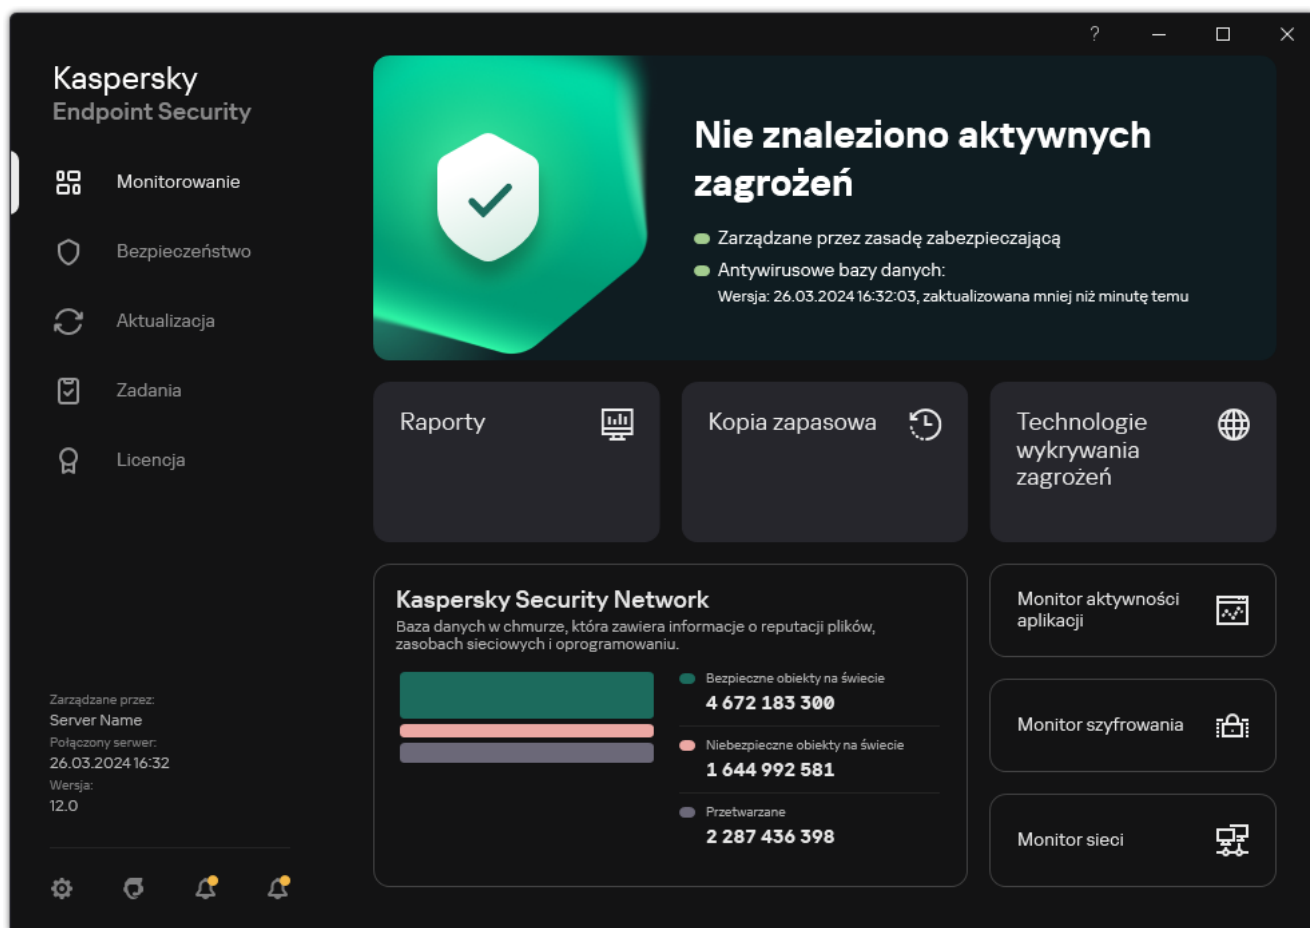 ?
Kaspersky
Endpoint Security
Monitorowanie
Bezpieczeństwo
Aktualizacja
Zadania
Licencja
Zarządzane przez:
Server Name
Połączony serwer:
26.03.2024 16:32
Wersja:
12.0
Nie znaleziono aktywnych
zagrożeń
Zarządzane przez zasadę zabezpieczającą
Antywirusowe bazy danych:
Wersja: 26.03.2024 16:32:03, zaktualizowana mniej niż minutę temu
Raporty
Kopia zapasowa
Technologie
wykrywania
zagrożeń
Kaspersky Security Network
Baza danych w chmurze, która zawiera informacje o reputacji plików,
zasobach sieciowych i oprogramowaniu.
Bezpieczne obiekty na świecie
4 672 183 300
Niebezpieczne obiekty na świecie
1 644 992 581
Przetwarzane
2 287 436 398
Monitor aktywności
aplikacji
Monitor szyfrowania
Monitor sieci